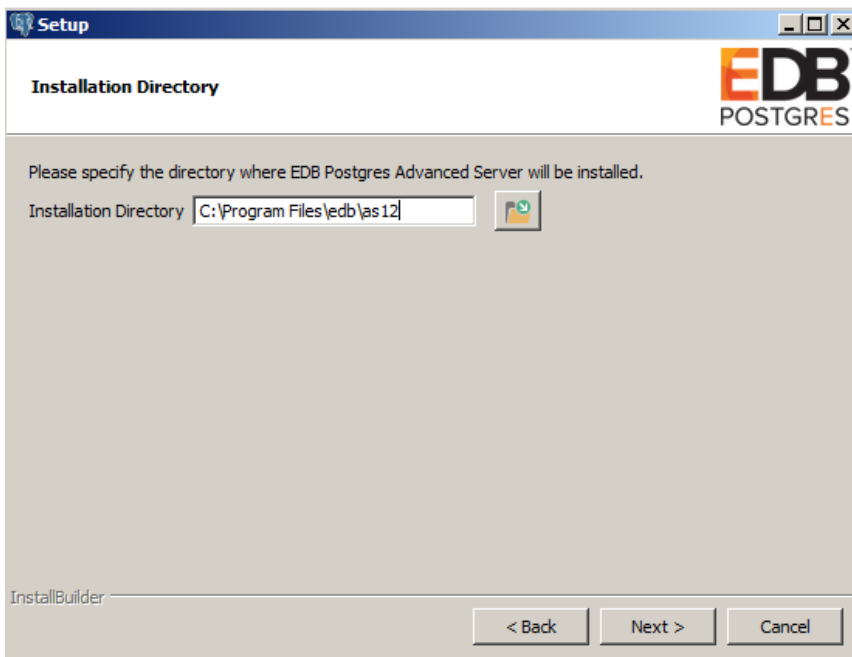 Setup
Installation Directory
EDB
POSTGRES
Please specify the directory where EDB Postgres Advanced Server will be installed.
Installation Directory C:\Program Files\edb\as12
InstallBuilder
< Back Next > Cancel